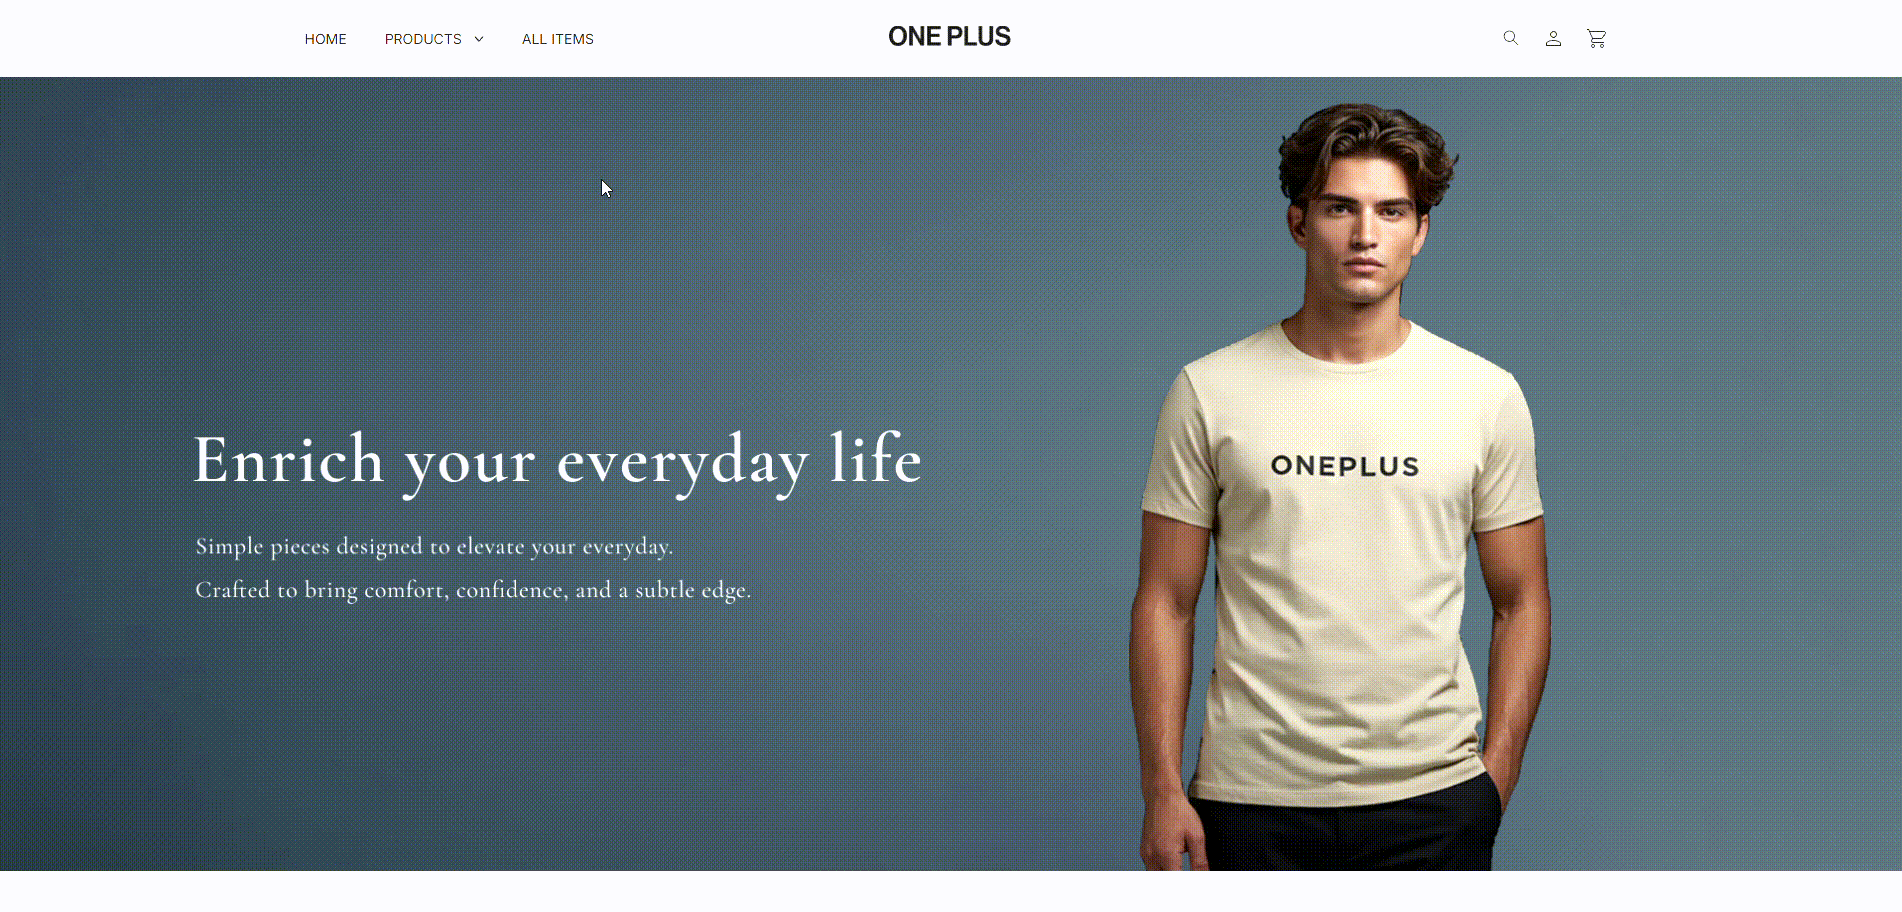 HOME PRODUCTS ALL ITEMS ONE PLUS
Enrich your everyday life
Simple pieces designed to elevate your everyday.
Crafted to bring comfort, confidence, and a subtle edge.
ONEPLUS